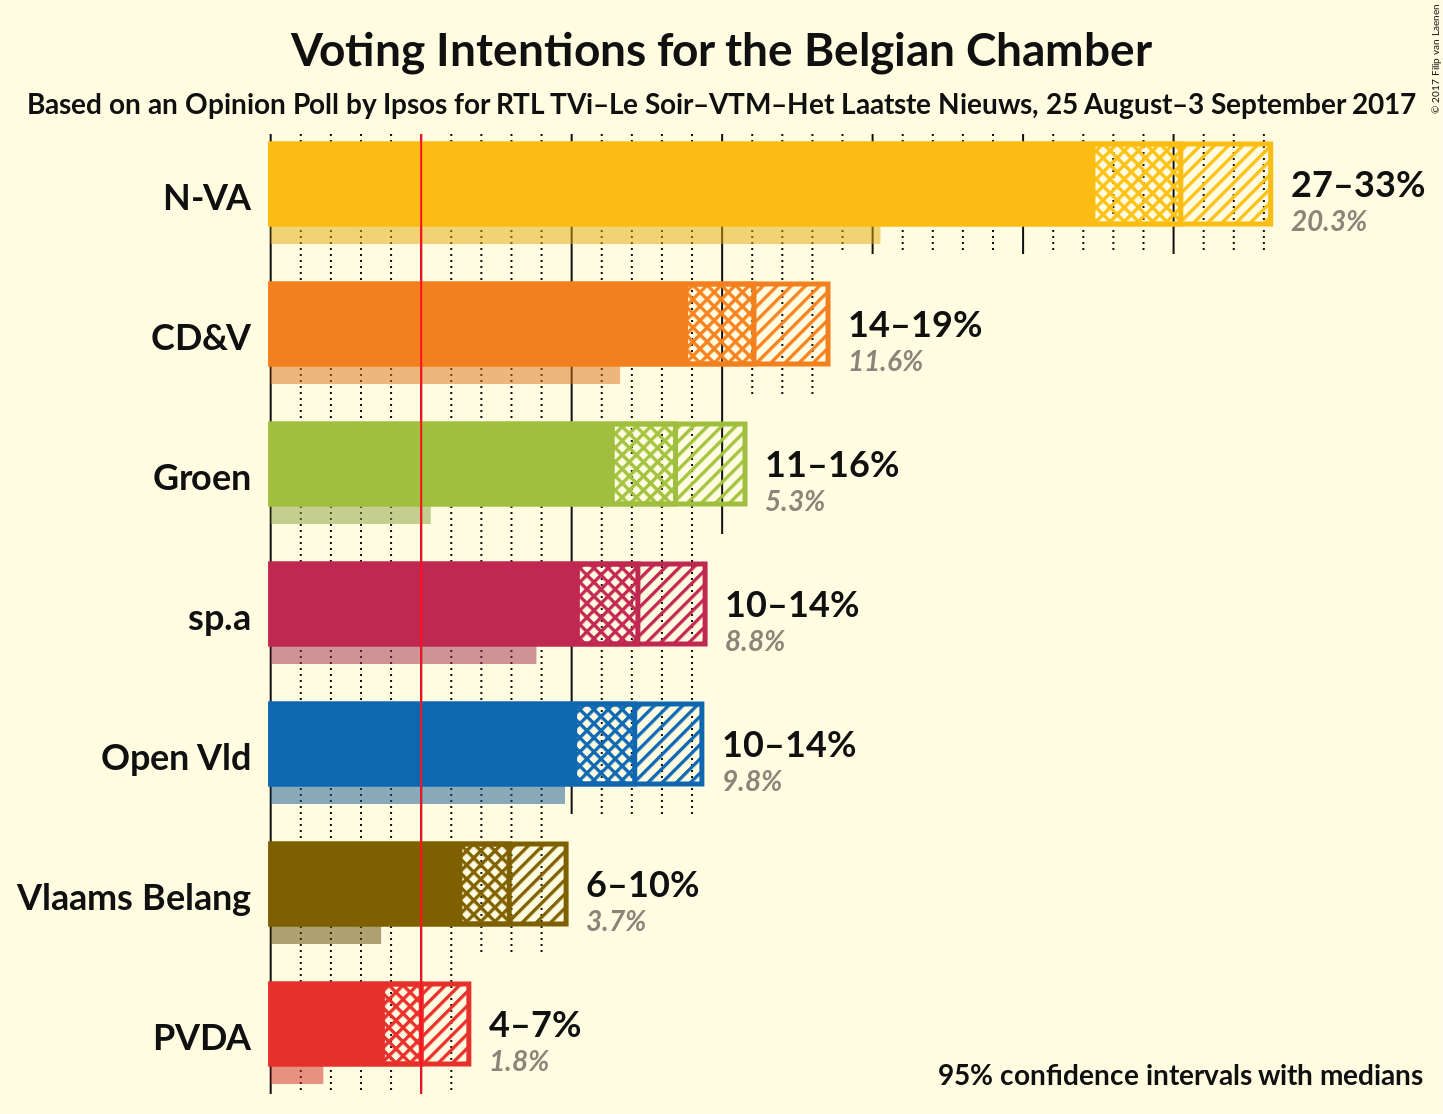 Voting Intentions for the Belgian Chamber
Based on an Opinion Poll by Ipsos for RTL TVi–Le Soir–VTM–Het Laatste Nieuws, 25 August–3 September 2017
© 2017 Filip van Laenen
N-VA
27–33%
20.3%
CD&V
14–19%
11.6%
Groen
11–16%
5.3%
sp.a
10–14%
8.8%
Open Vld
10–14%
9.8%
Vlaams Belang
6–10%
3.7%
PVDA
4–7%
1.8%
95% confidence intervals with medians